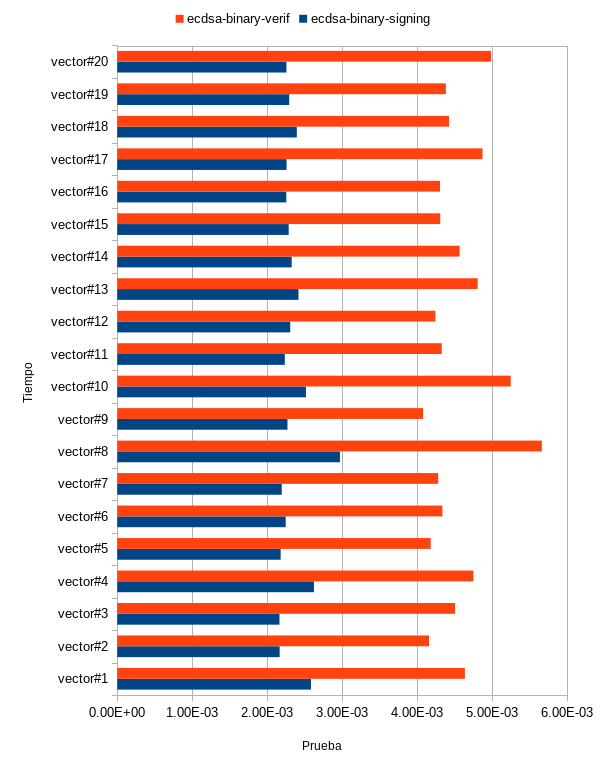 ecdsa-binary-verif ecdsa-binary-signing
vector#20
vector#19
vector#18
vector#17
vector#16
vector#15
vector#14
vector#13
vector#12
vector#11
vector#10
vector#9
vector#8
vector#7
vector#6
vector#5
vector#4
vector#3
vector#2
vector#1
Tiempo
0.00E+00 1.00E-03 2.00E-03 3.00E-03 4.00E-03 5.00E-03 6.00E-03
Prueba